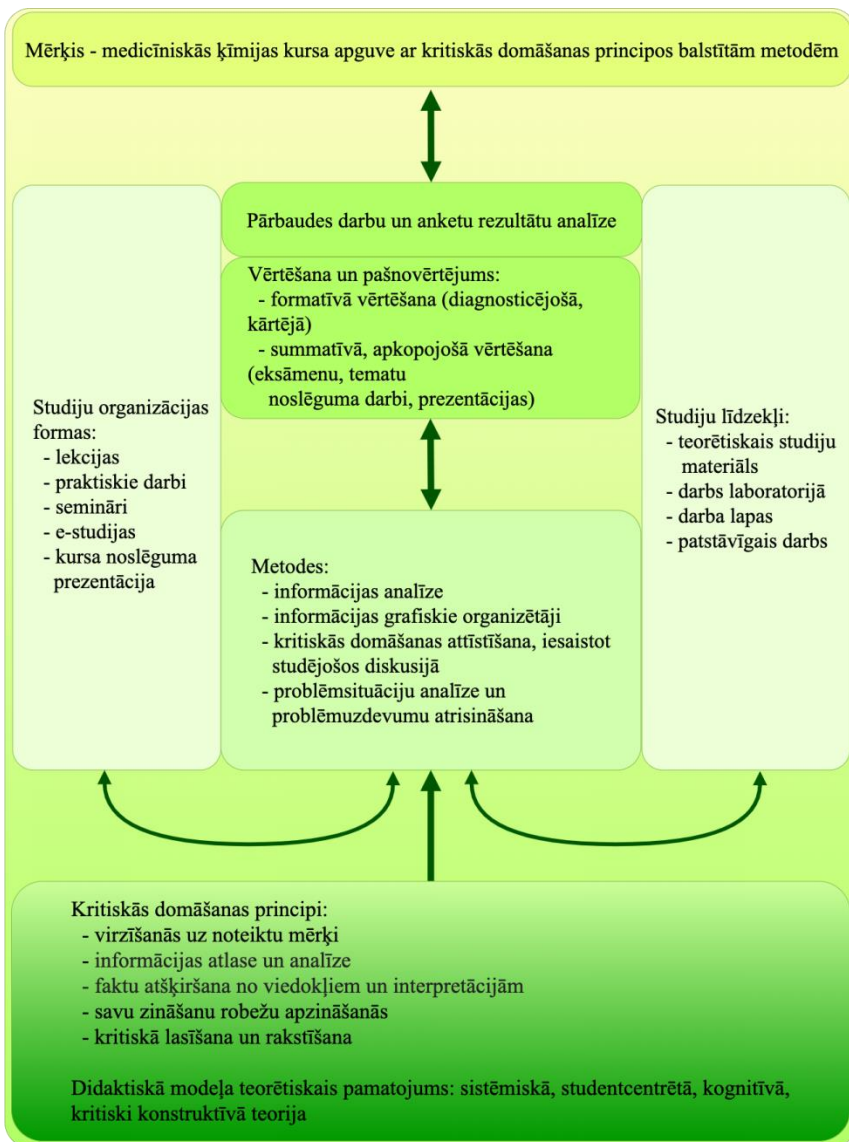 Mērķis - medicīniskās ķīmijas kursa apguve ar kritiskās domāšanas principos balstītām metodēm
Pārbaudes darbu un anketu rezultātu analīze
Vērtēšana un pašnovērtējums:
- formatīvā vērtēšana (diagnosticējošā,
kārtējā)
- summatīvā, apkopojošā vērtēšana
(eksāmenu, tematu
noslēguma darbi, prezentācijas)
Studiju organizācijas
formas:
- lekcijas
- praktiskie darbi
- semināri
- e-studijas
- kursa noslēguma
prezentācija
Metodes:
- informācijas analīze
- informācijas grafiskie organizētāji
- kritiskās domāšanas attīstīšana, iesaistot
studējošos diskusijā
- problēmsituāciju analīze un
problēmuzdevumu atrisināšana
Studiju līdzekļi:
- teorētiskais studiju
materiāls
- darbs laboratorijā
- darba lapas
- patstāvīgais darbs
Kritiskās domāšanas principi:
- virzīšanās uz noteiktu mērķi
- informācijas atlase un analīze
- faktu atšķiršana no viedokļiem un interpretācijām
- savu zināšanu robežu apzināšanās
- kritiskā lasīšana un rakstīšana
Didaktiskā modeļa teorētiskais pamatojums: sistēmiskā, studentcentrētā, kognitīvā,
kritiski konstruktīvā teorija